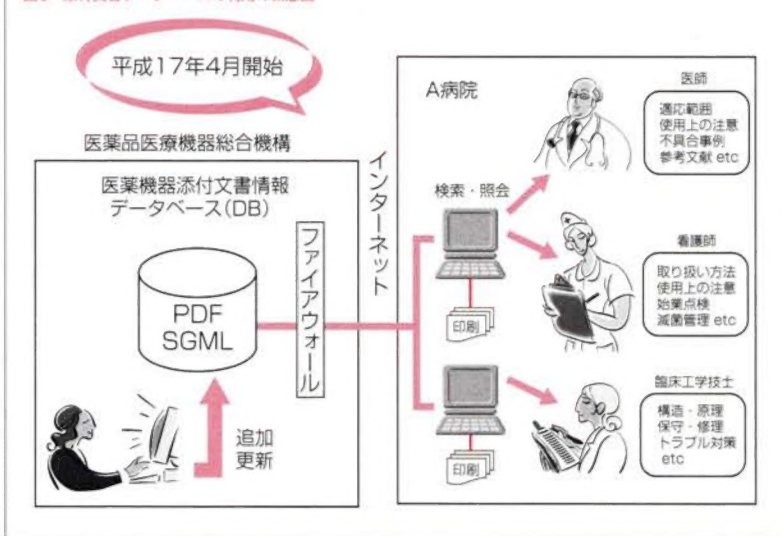 平成17年4月開始
医薬品医療機器総合機構
医薬機器添付文書情報
データベース(DB)
PDF
SGML
追加
更新
ファイアウォール
インターネット
A病院
検索・照会
印刷
印刷
医師
適応範囲
使用上の注意
不具合事例
参考文献 etc
看護師
取り扱い方法
使用上の注意
始業点検
滅菌管理 etc
臨床工学技士
構造・原理
保守・修理
トラブル対策
etc